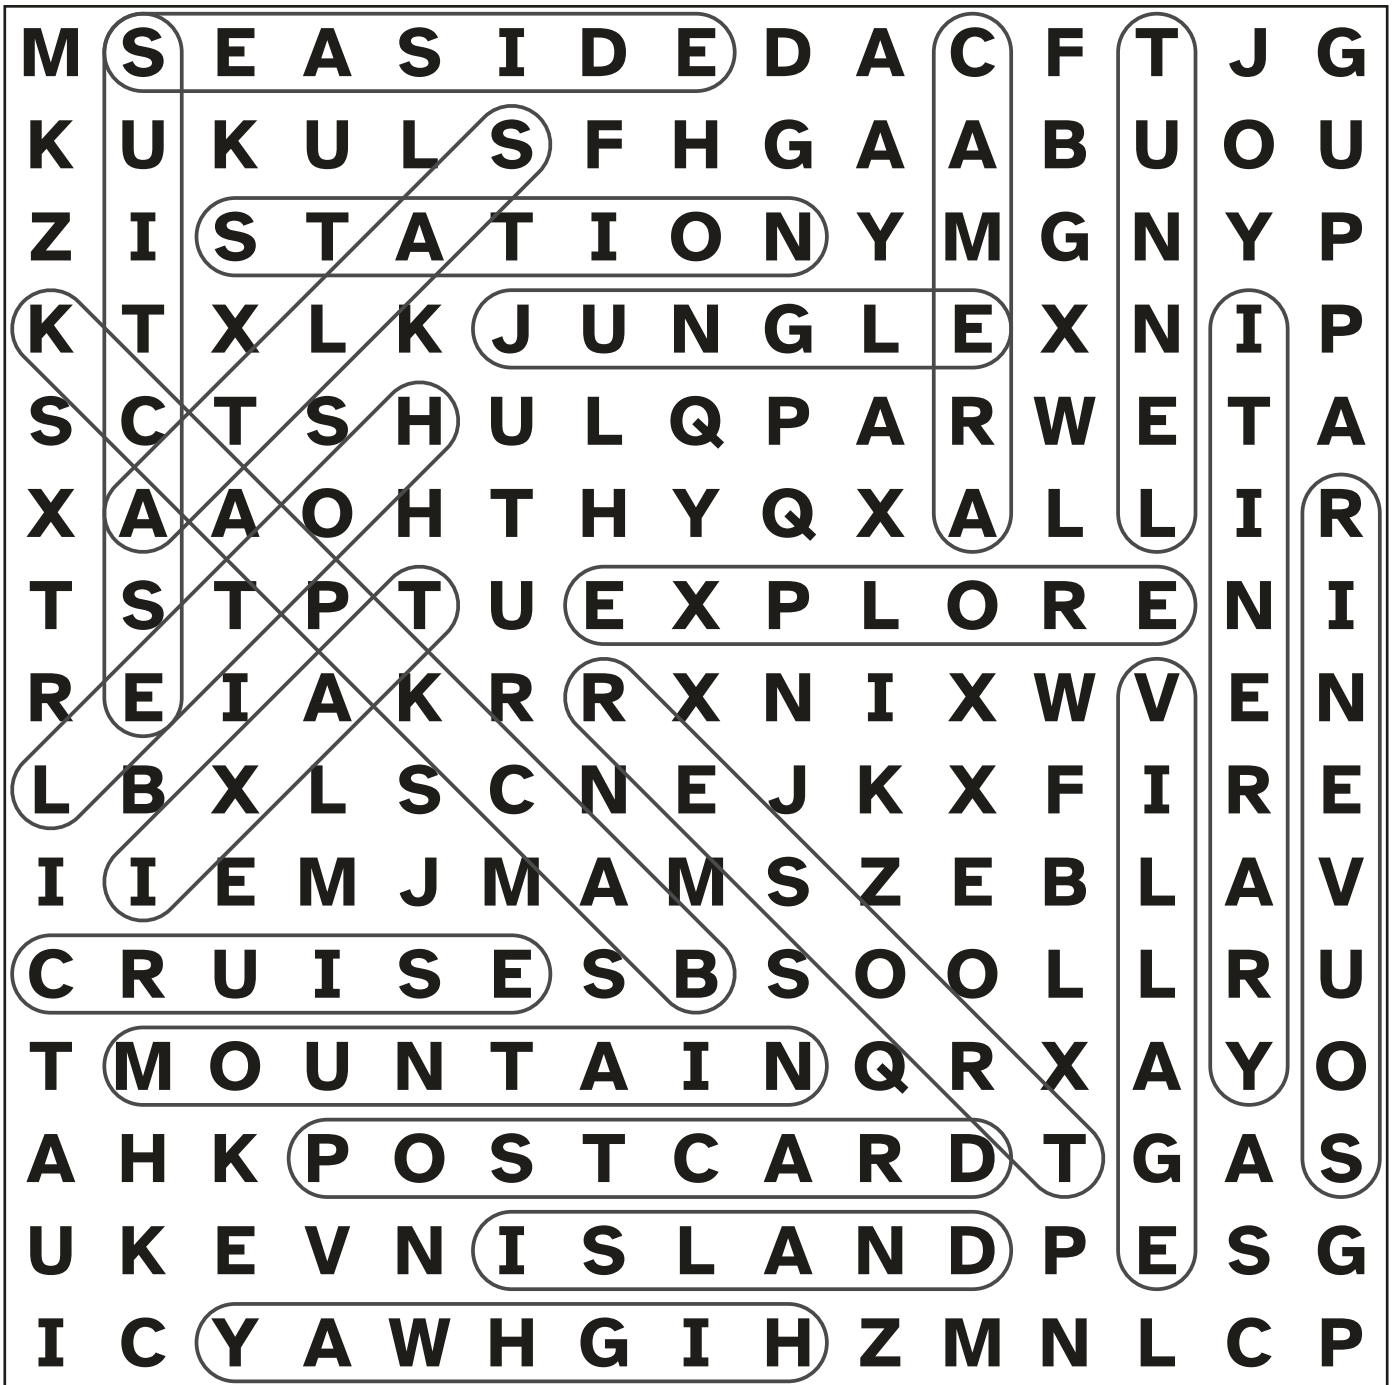 M S E A S I D E D A C F T J G
K U K U L S F H G A A B U O U
Z I S T A T I O N Y M G N Y P
K T X L K J U N G L E X N I P
S C T S H U L Q P A R W E T A
X A A O H T H Y Q X A L L I R
T S T P T U E X P L O R E N I
R E I A K R R X N I X W V E N
L B X L S C N E J K X F I R E
I I E M J M A M S Z E B L A V
C R U I S E S B S O O L L R U
T M O U N T A I N Q R X A Y O
A H K P O S T C A R D T G A S
U K E V N I S L A N D P E S G
I C Y A W H G I H Z M N L C P